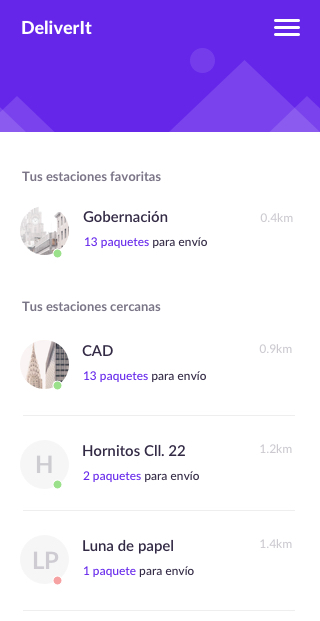 DeliverIt
Tus estaciones favoritas
Gobernación
0.4km
13 paquetes para envío
Tus estaciones cercanas
CAD
0.9km
13 paquetes para envío
H
Hornitos Cll. 22
1.2km
2 paquetes para envío
LP
Luna de papel
1.4km
1 paquete para envío